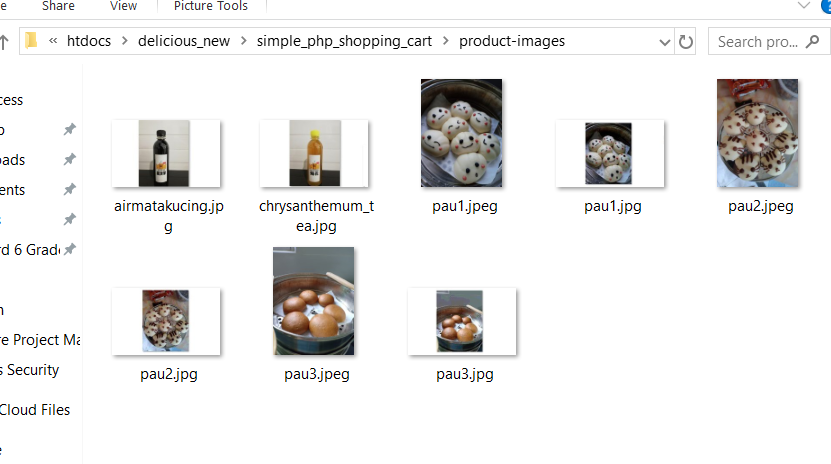 e Share View Picture Tools
« htdocs > delicious_new > simple_php_shopping_cart > product-images Search pro...
cess
p
oads
ents
s
rd 6 Grade
n
re Project Ma
s Security
Cloud Files
e
airmatakucing.jp
g
chrysanthemum_t
ea.jpg
pau1.jpeg
pau1.jpg
pau2.jpeg
pau2.jpg
pau3.jpeg
pau3.jpg